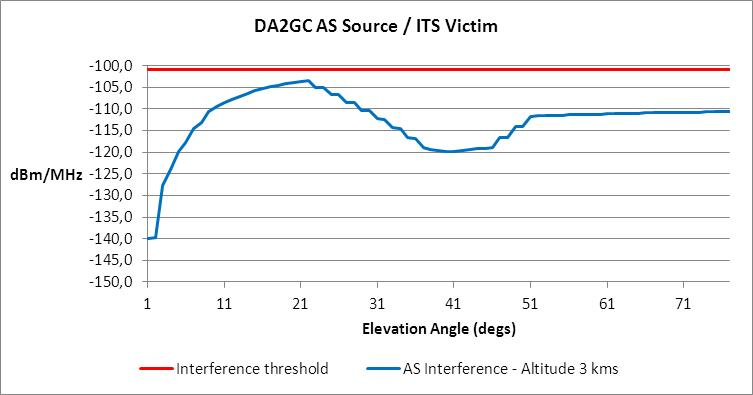 DA2GC AS Source / ITS Victim
-100,0
-105,0
-110,0
-115,0
-120,0
-125,0
-130,0
-135,0
-140,0
-145,0
-150,0
dBm/MHz
1 11 21 31 41 51 61 71
Elevation Angle (degs)
Interference threshold AS Interference - Altitude 3 kms